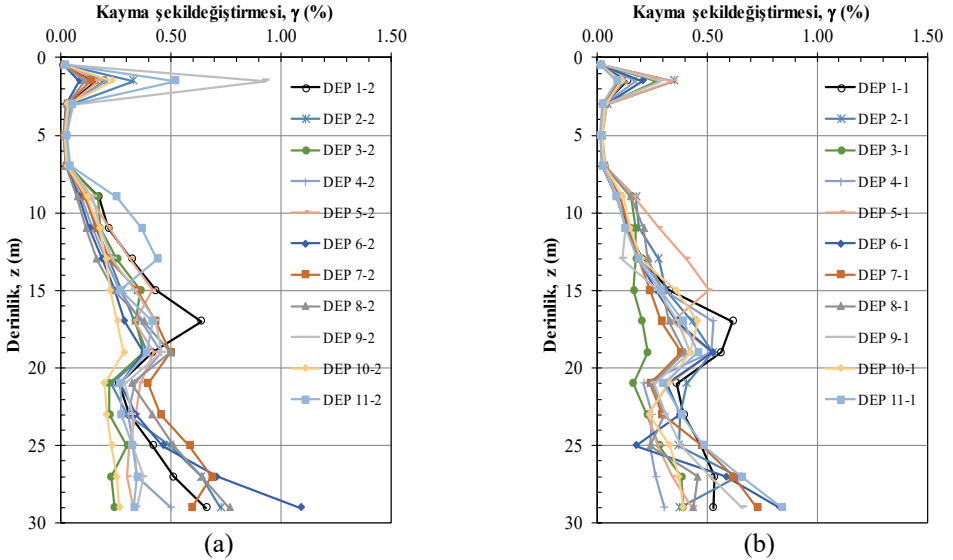 Kayma şekildeğiştirmesi, γ (%)
0.00 0.50 1.00 1.50
0
5
10
15
20
25
30
Derinlik, z (m)
DEP 1-2
DEP 2-2
DEP 3-2
DEP 4-2
DEP 5-2
DEP 6-2
DEP 7-2
DEP 8-2
DEP 9-2
DEP 10-2
DEP 11-2
(a)
Kayma şekildeğiştirmesi, γ (%)
0.00 0.50 1.00 1.50
0
5
10
15
20
25
30
Derinlik, z (m)
DEP 1-1
DEP 2-1
DEP 3-1
DEP 4-1
DEP 5-1
DEP 6-1
DEP 7-1
DEP 8-1
DEP 9-1
DEP 10-1
DEP 11-1
(b)